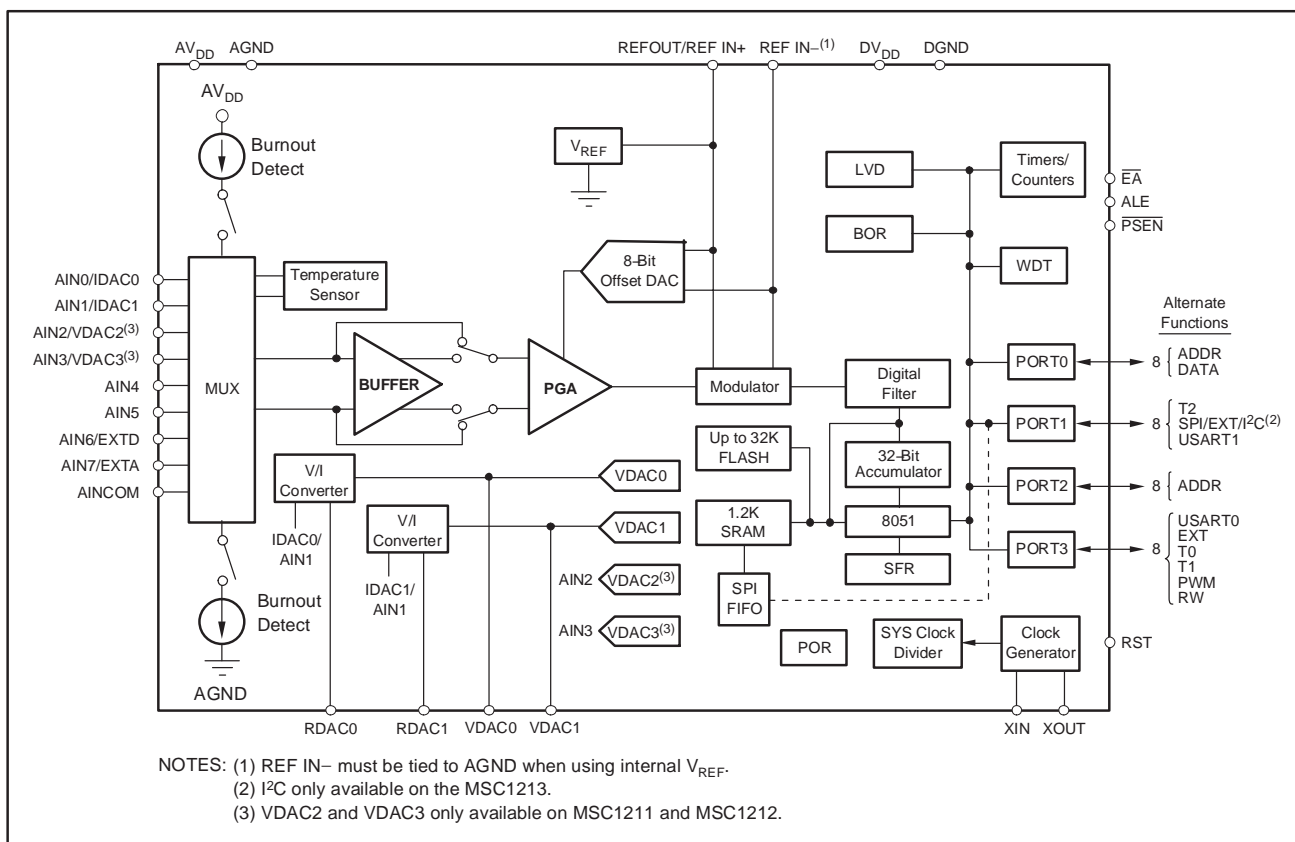 AVDD
AGND
REFOUT/REF IN+
REF IN−(1)
DVDD
DGND
AVDD
Burnout
Detect
VREF
LVD
Timers/
Counters
EA
ALE
PSEN
BOR
WDT
8−Bit
Offset DAC
Temperature
Sensor
AIN0/IDAC0
AIN1/IDAC1
AIN2/VDAC2(3)
AIN3/VDAC3(3)
AIN4
AIN5
AIN6/EXTD
AIN7/EXTA
AINCOM
MUX
BUFFER
PGA
Modulator
Digital
Filter
Alternate
Functions
PORT0
8
ADDR
DATA
PORT1
8
T2
SPI/EXT/I2C(2)
USART1
PORT2
8
ADDR
PORT3
8
USART0
EXT
T0
T1
PWM
RW
Up to 32K
FLASH
32−Bit
Accumulator
V/I
Converter
VDAC0
1.2K
SRAM
8051
V/I
Converter
VDAC1
IDAC0/
AIN1
SFR
IDAC1/
AIN1
AIN2
VDAC2(3)
SPI
FIFO
Burnout
Detect
AIN3
VDAC3(3)
POR
SYS Clock
Divider
Clock
Generator
RST
AGND
RDAC0
RDAC1
VDAC0
VDAC1
XIN
XOUT
NOTES: (1) REF IN− must be tied to AGND when using internal VREF.
(2) I2C only available on the MSC1213.
(3) VDAC2 and VDAC3 only available on MSC1211 and MSC1212.